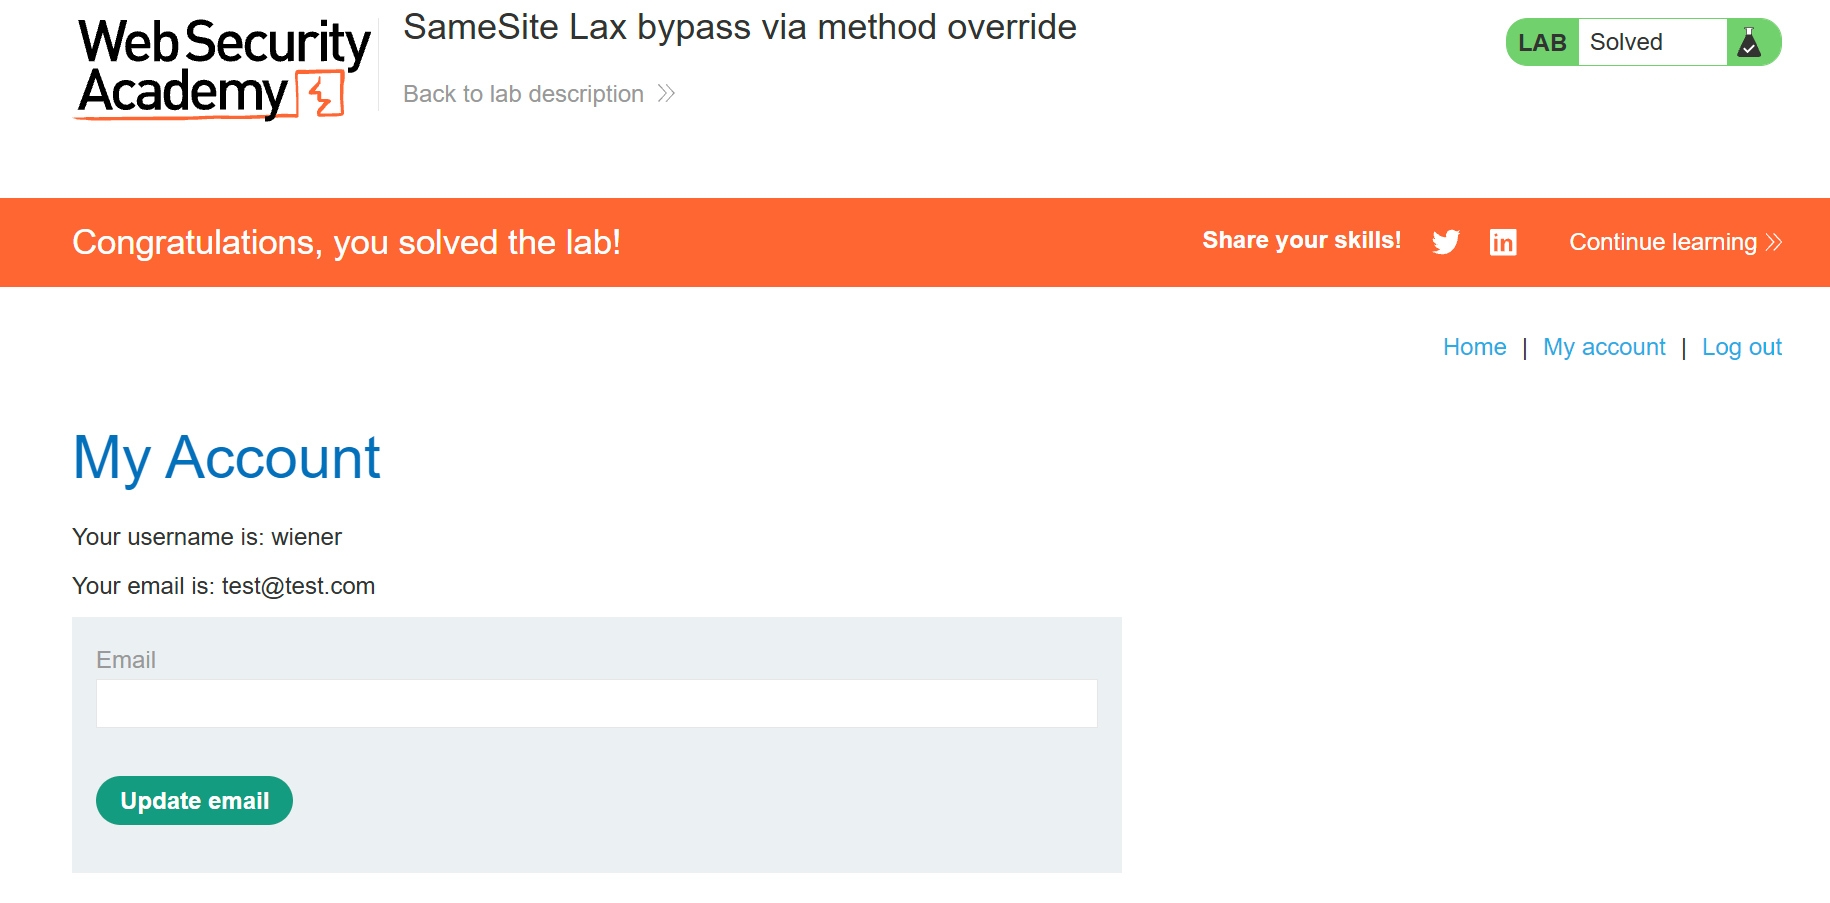 Web Security
Academy
SameSite Lax bypass via method override
Back to lab description
LAB Solved
Congratulations, you solved the lab!
Share your skills!
Continue learning
Home | My account | Log out
My Account
Your username is: wiener
Your email is: test@test.com
Email
Update email